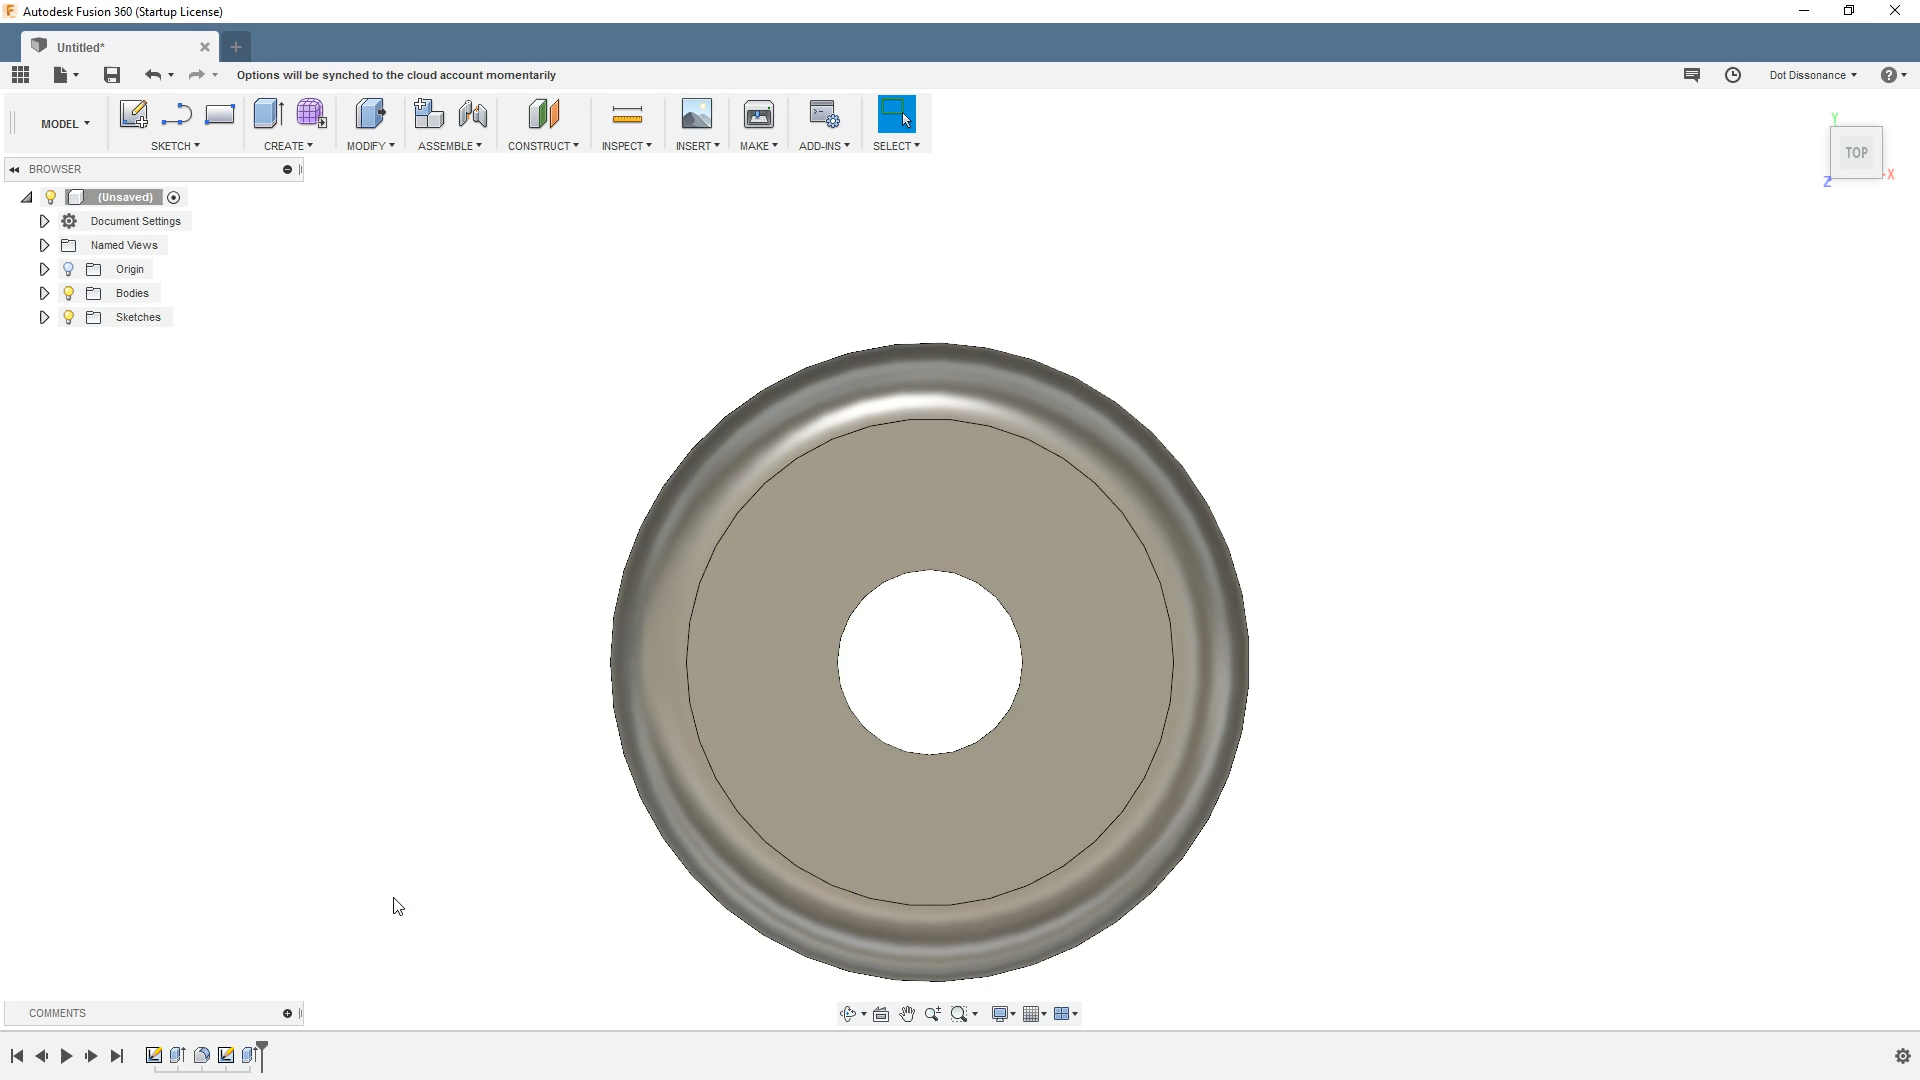 Autodesk Fusion 360 (Startup License)
Untitled*
Options will be synched to the cloud account momentarily
Dot Dissonance
MODEL
SKETCH
CREATE
MODIFY
ASSEMBLE
CONSTRUCT
INSPECT
INSERT
MAKE
ADD-INS
SELECT
Y
TOP
X
Z
BROWSER
(Unsaved)
Document Settings
Named Views
Origin
Bodies
Sketches
COMMENTS